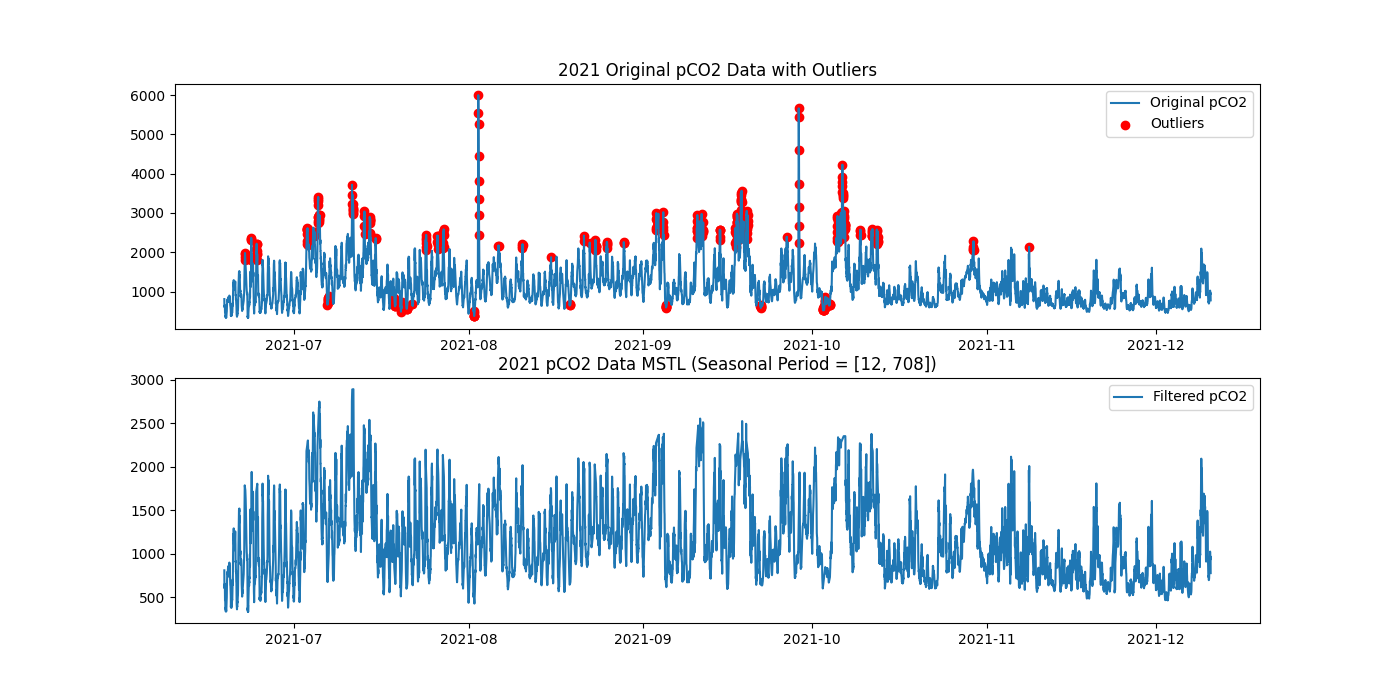 2021 Original pCO2 Data with Outliers
6000
5000
4000
3000
2000
1000
Original pCO2
Outliers
2021-07 2021-08 2021-09 2021-10 2021-11 2021-12
2021 pCO2 Data MSTL (Seasonal Period = [12, 708])
3000
2500
2000
1500
1000
500
Filtered pCO2
2021-07 2021-08 2021-09 2021-10 2021-11 2021-12